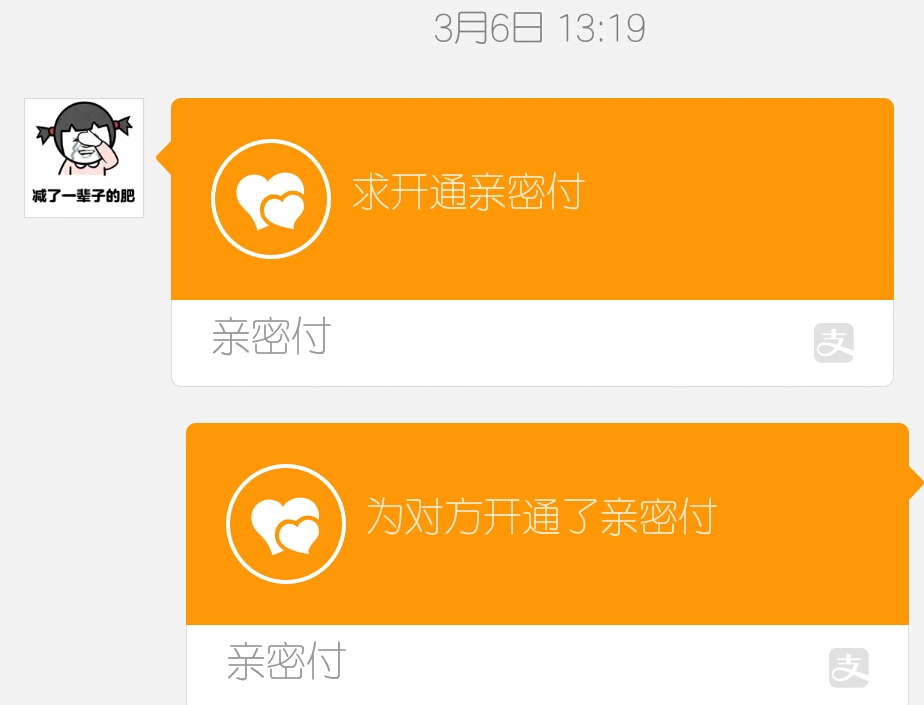 3月6日 13:19
减了一辈子的肥
求开通亲密付
亲密付
支
为对方开通了亲密付
亲密付
支